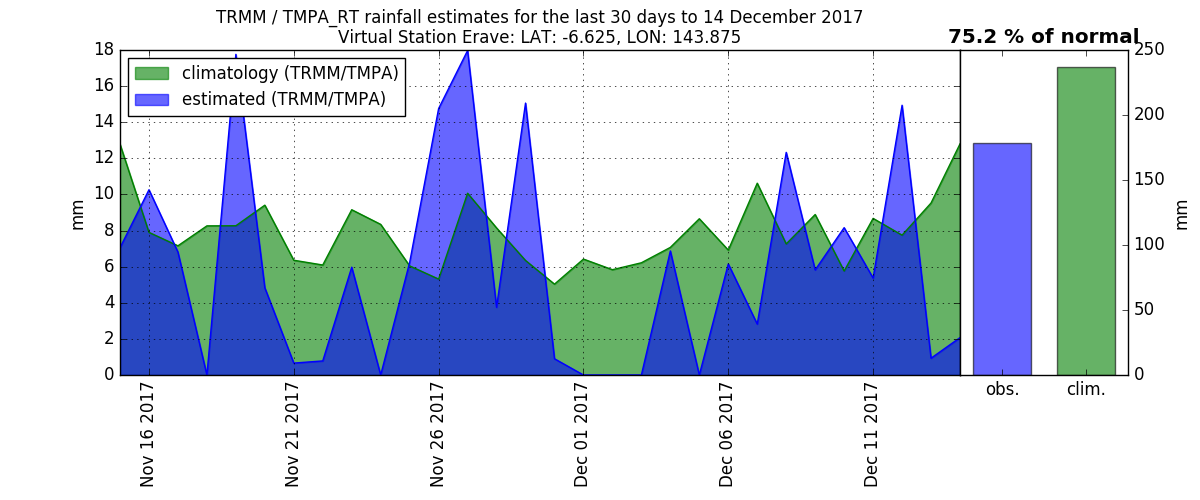 TRMM / TMPA_RT rainfall estimates for the last 30 days to 14 December 2017
Virtual Station Erave: LAT: -6.625, LON: 143.875
75.2 % of normal
climatology (TRMM/TMPA)
estimated (TRMM/TMPA)
18
16
14
12
10
8
6
4
2
0
mm
Nov 16 2017
Nov 21 2017
Nov 26 2017
Dec 01 2017
Dec 06 2017
Dec 11 2017
250
200
150
100
50
0
mm
obs.
clim.